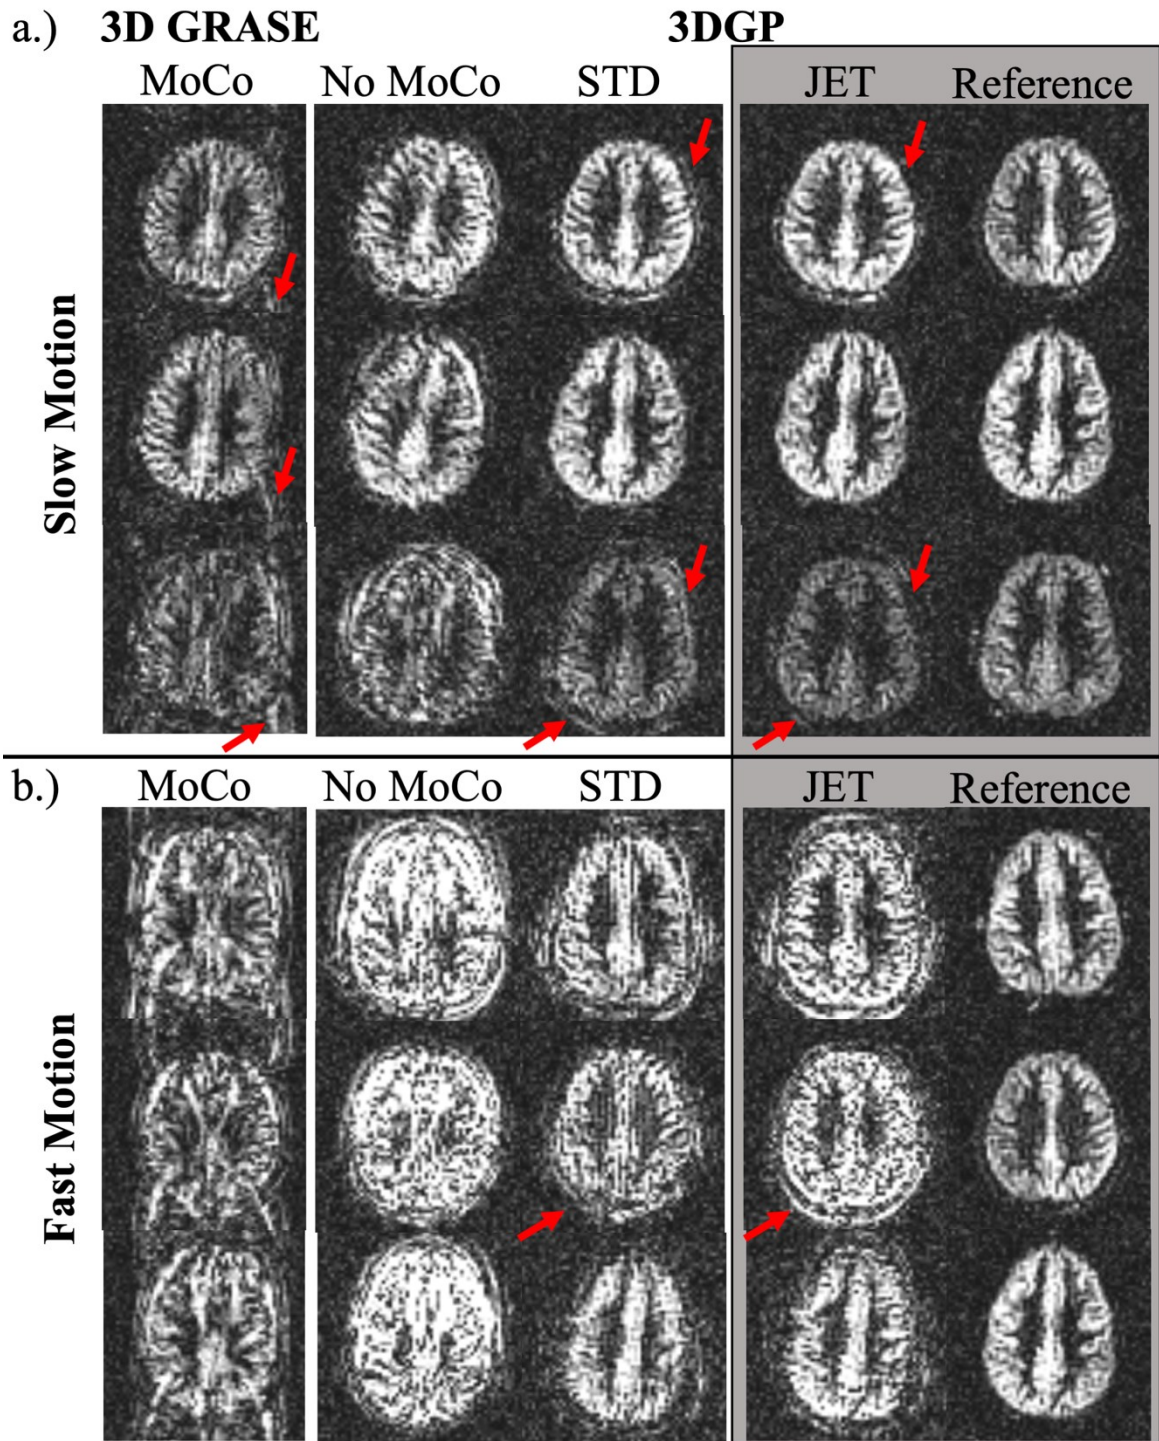 a.) 3D GRASE 3DGP
MoCo No MoCo STD JET Reference
Slow Motion
b.) MoCo No MoCo STD JET Reference
Fast Motion